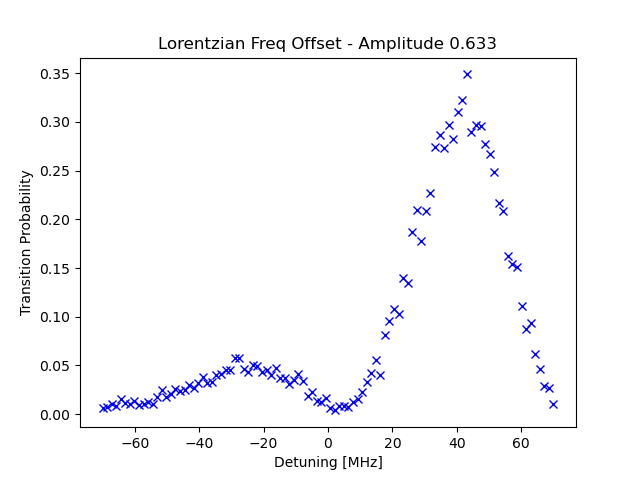 Lorentzian Freq Offset - Amplitude 0.633
0.35
0.30
0.25
0.20
0.15
0.10
0.05
0.00
Transition Probability
−60 −40 −20 0 20 40 60
Detuning [MHz]